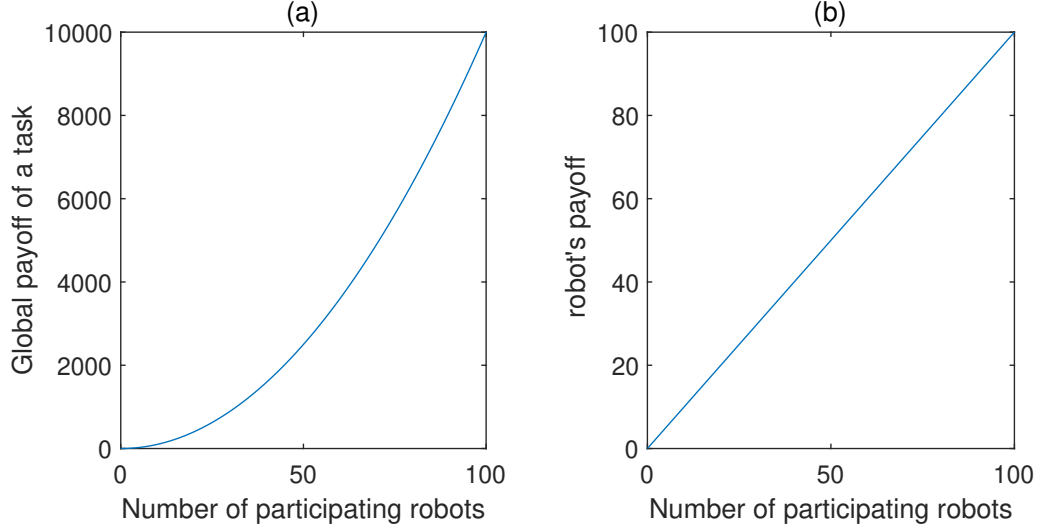 (a)
10000
8000
6000
4000
2000
0
Global payoff of a task
0 50 100
Number of participating robots
(b)
100
80
60
40
20
0
robot's payoff
0 50 100
Number of participating robots